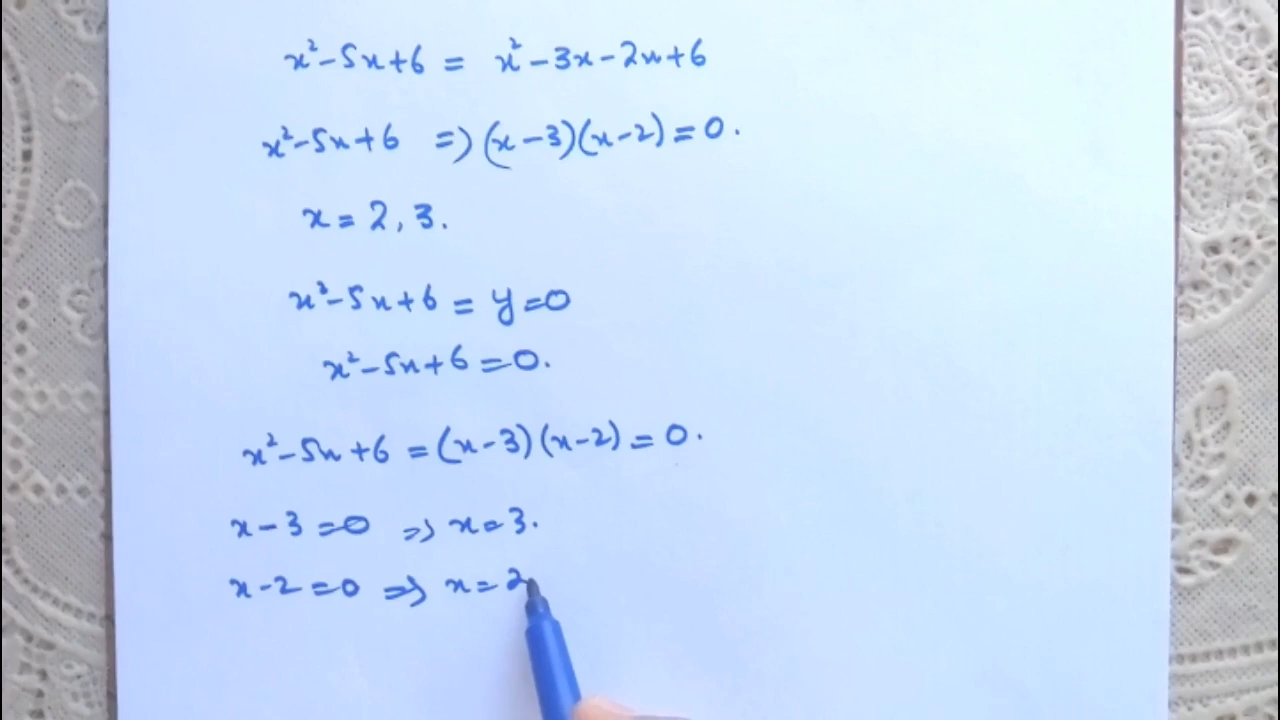 x²-5x+6 = x²-3x-2x+6
x²-5x+6 => (x-3)(x-2)=0.
x = 2, 3.
x²-5x+6 = y=0
x²-5x+6 =0.
x²-5x+6 =(x-3)(x-2)= 0.
x-3=0 => x=3.
x-2=0 => x=2